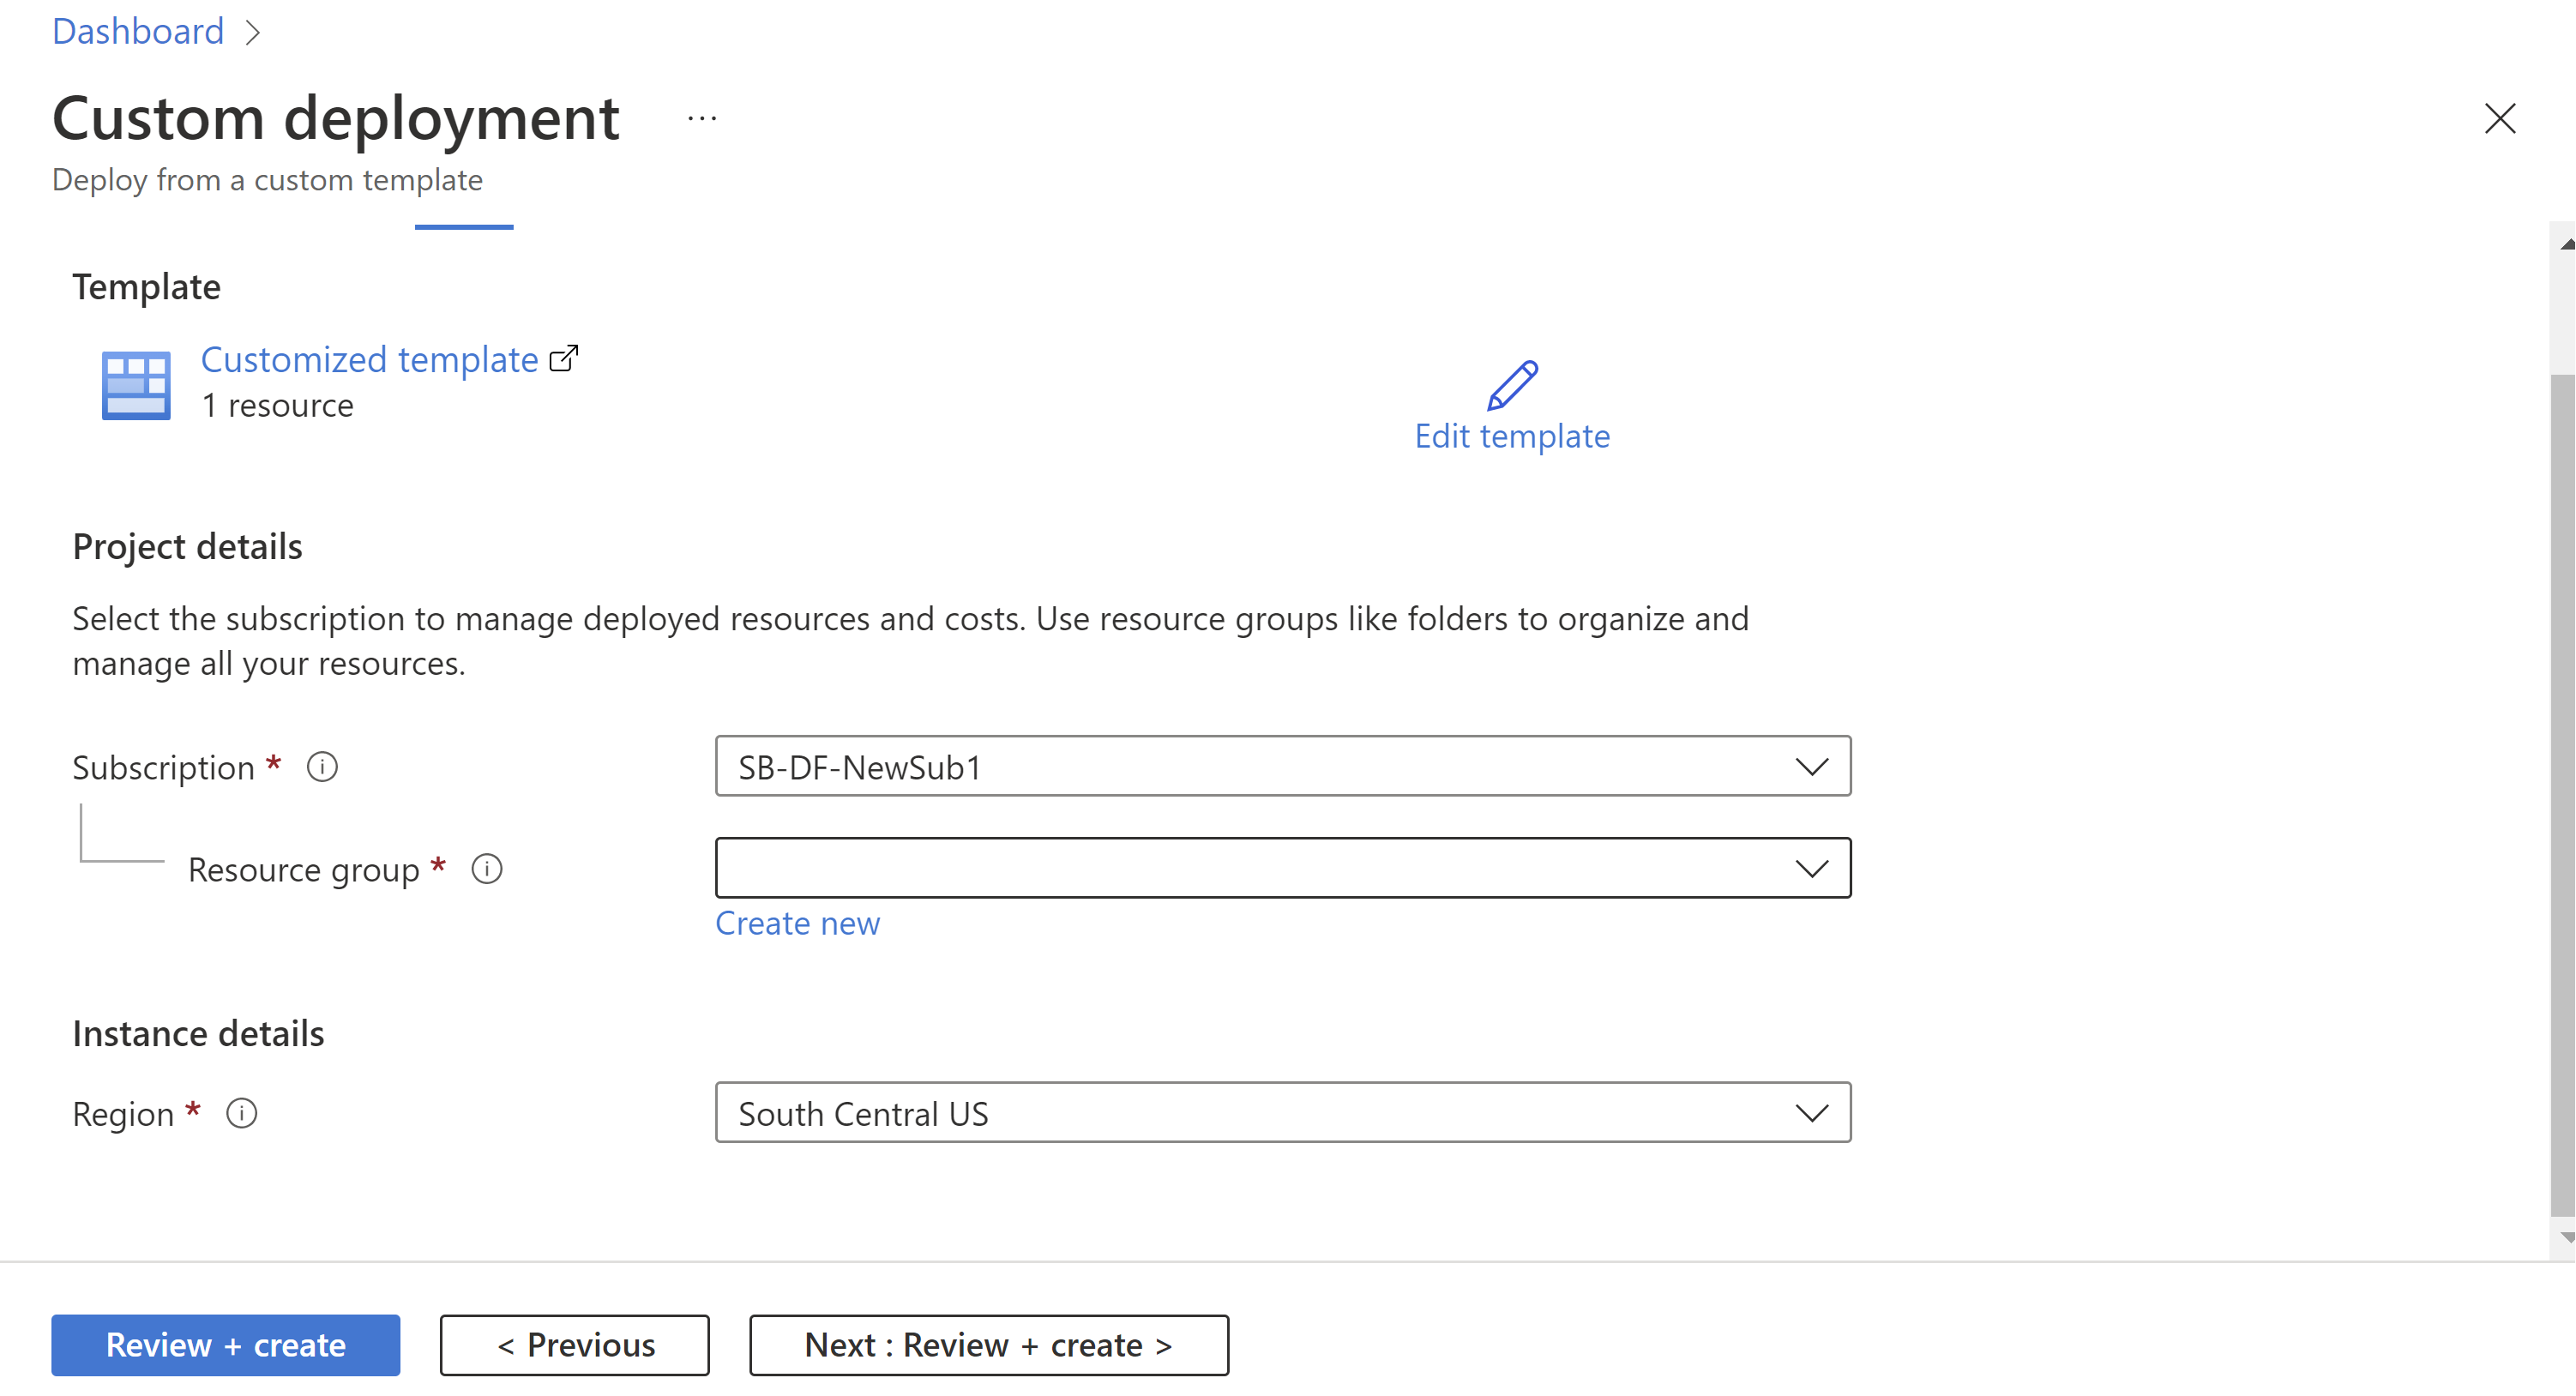 Dashboard >
Custom deployment ...
Deploy from a custom template
Template
Customized template
1 resource
Edit template
Project details
Select the subscription to manage deployed resources and costs. Use resource groups like folders to organize and
manage all your resources.
Subscription * SB-DF-NewSub1
Resource group *
Create new
Instance details
Region * South Central US
Review + create
< Previous
Next : Review + create >